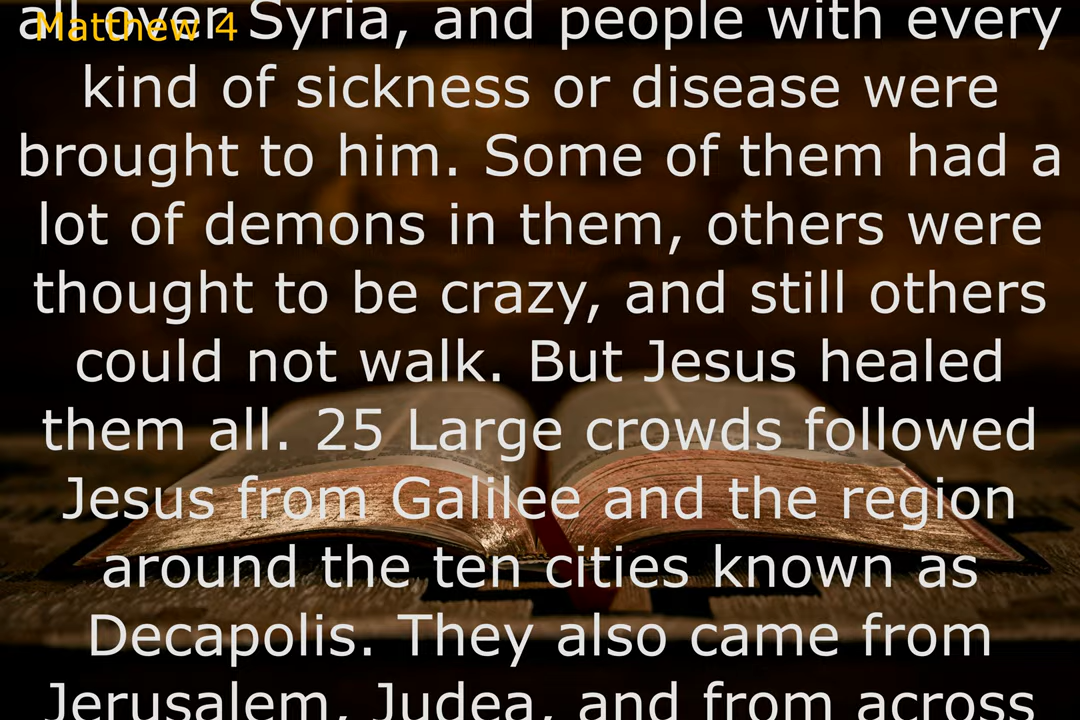 Matthew 4
all over Syria, and people with every
kind of sickness or disease were
brought to him. Some of them had a
lot of demons in them, others were
thought to be crazy, and still others
could not walk. But Jesus healed
them all. 25 Large crowds followed
Jesus from Galilee and the region
around the ten cities known as
Decapolis. They also came from
Jerusalem, Judea, and from across